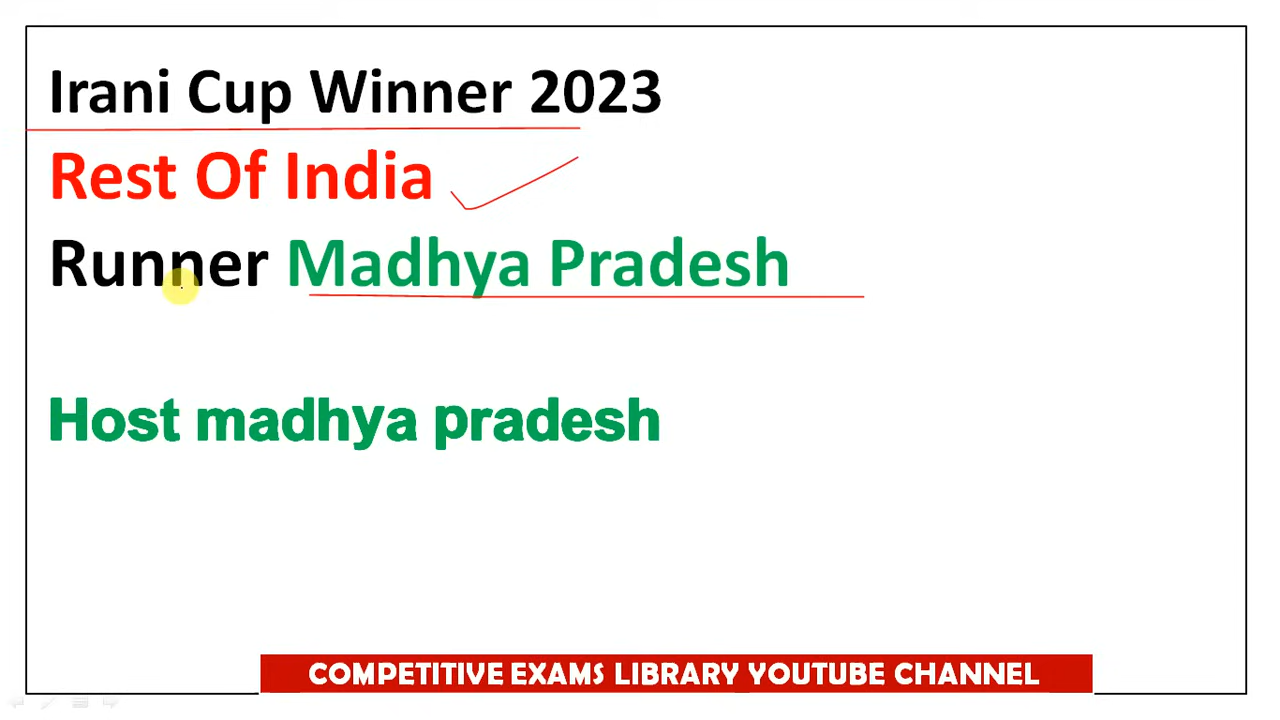 Irani Cup Winner 2023
Rest Of India
Runner Madhya Pradesh
Host madhya pradesh
COMPETITIVE EXAMS LIBRARY YOUTUBE CHANNEL